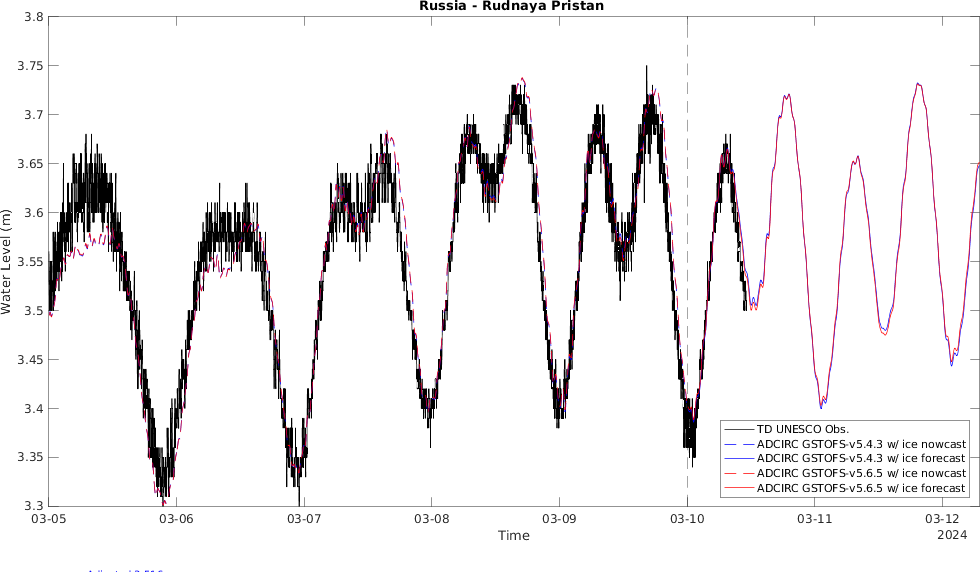 Russia - Rudnaya Pristan
3.8
3.75
3.7
3.65
3.6
3.55
3.5
3.45
3.4
3.35
3.3
Water Level (m)
TD UNESCO Obs.
ADCIRC GSTOFS-v5.4.3 w/ ice nowcast
ADCIRC GSTOFS-v5.4.3 w/ ice forecast
ADCIRC GSTOFS-v5.6.5 w/ ice nowcast
ADCIRC GSTOFS-v5.6.5 w/ ice forecast
03-05 03-06 03-07 03-08 03-09 03-10 03-11 03-12
Time
2024